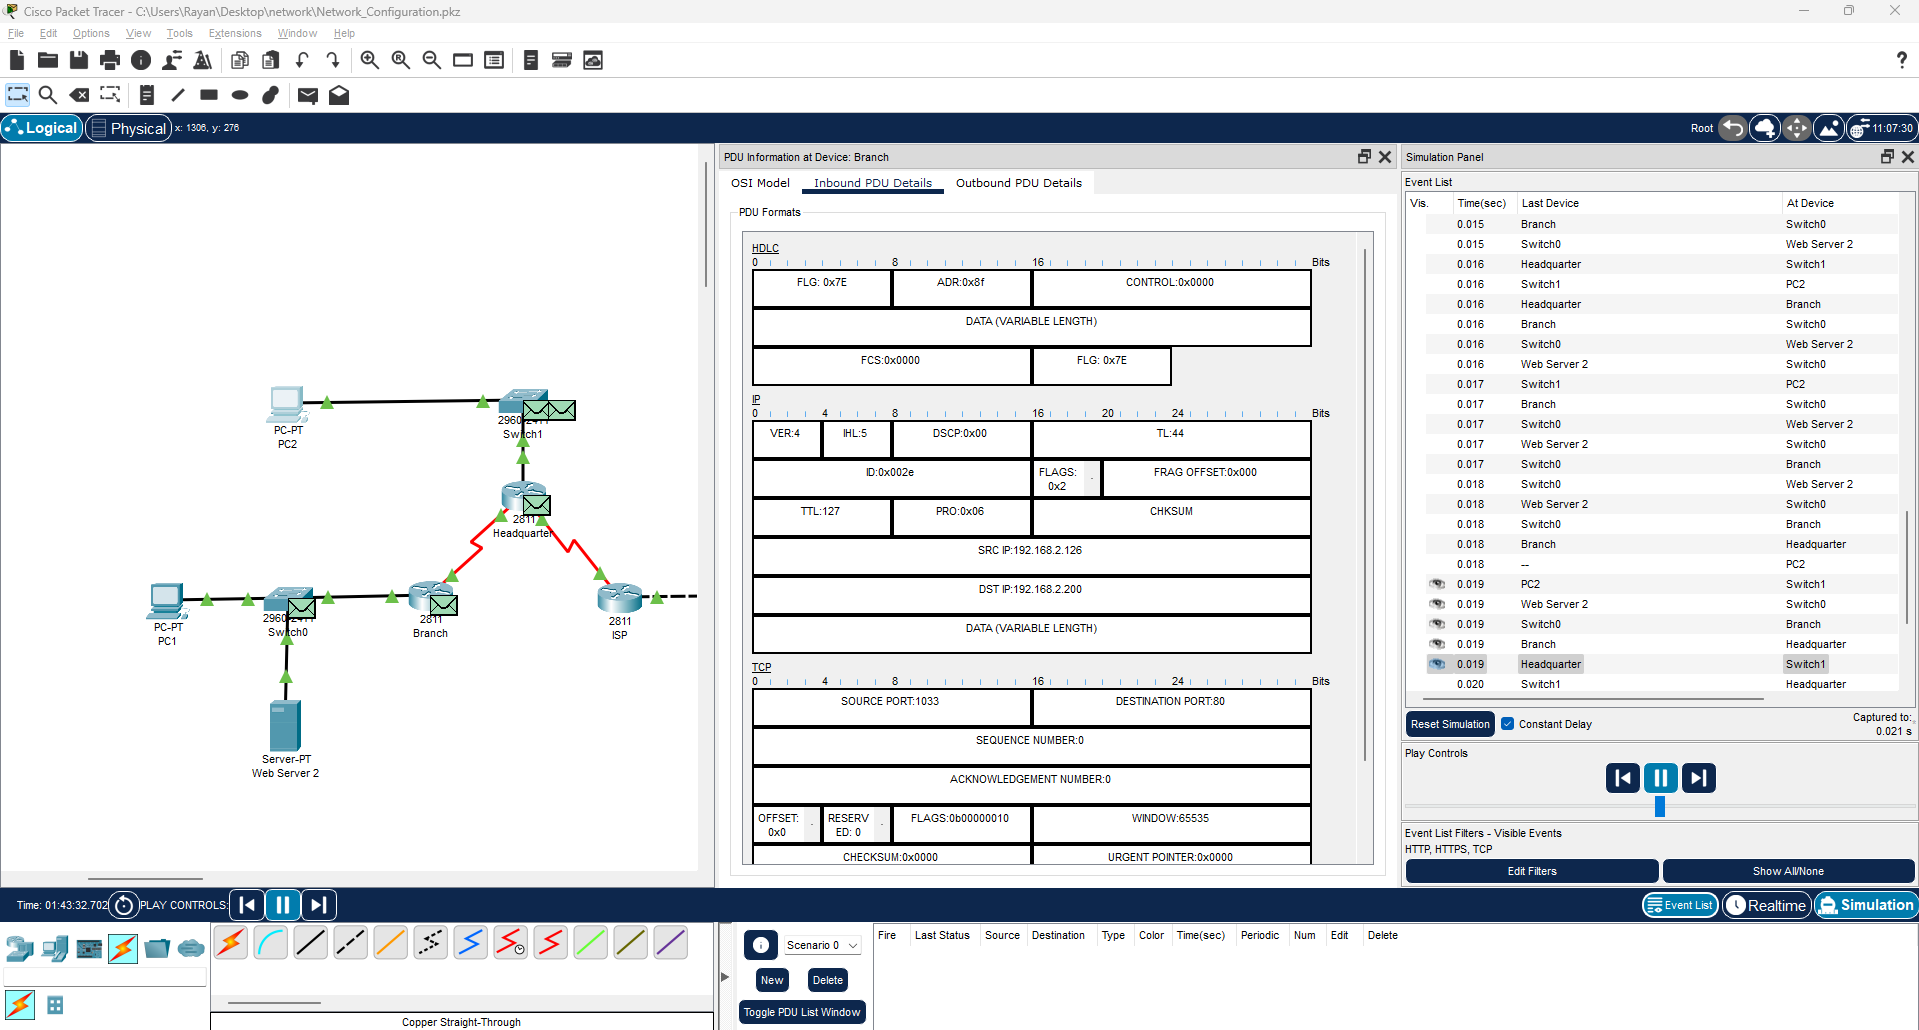 Cisco Packet Tracer - C:\Users\Rayan\Desktop\network\Network_Configuration.pkz
File Edit Options View Tools Extensions Window Help
Logical Physical x: 1306, y: 276 Root 11:07:30
PDU Information at Device: Branch
OSI Model Inbound PDU Details Outbound PDU Details
PDU Formats
HDLC
0 8 16 Bits
FLG: 0x7E ADR:0x8f CONTROL:0x0000
DATA (VARIABLE LENGTH)
FCS:0x0000 FLG: 0x7E
IP
0 4 8 16 20 24 Bits
VER:4 IHL:5 DSCP:0x00 TL:44
ID:0x002e FLAGS: 0x2 FRAG OFFSET:0x000
TTL:127 PRO:0x06 CHKSUM
SRC IP:192.168.2.126
DST IP:192.168.2.200
DATA (VARIABLE LENGTH)
TCP
0 4 8 16 24 Bits
SOURCE PORT:1033 DESTINATION PORT:80
SEQUENCE NUMBER:0
ACKNOWLEDGEMENT NUMBER:0
OFFSET: 0x0 RESERV ED: 0 FLAGS:0b00000010 WINDOW:65535
CHECKSUM:0x0000 URGENT POINTER:0x0000
PC-PT
PC2
Switch1
2811
Headquarter
PC-PT
PC1
Switch0
2811
Branch
2811
ISP
Server-PT
Web Server 2
Simulation Panel
Event List
Vis. Time(sec) Last Device At Device
0.015 Branch Switch0
0.015 Switch0 Web Server 2
0.016 Headquarter Switch1
0.016 Switch1 PC2
0.016 Headquarter Branch
0.016 Branch Switch0
0.016 Switch0 Web Server 2
0.016 Web Server 2 Switch0
0.017 Switch1 PC2
0.017 Branch Switch0
0.017 Switch0 Web Server 2
0.017 Web Server 2 Switch0
0.017 Switch0 Branch
0.018 Switch0 Web Server 2
0.018 Web Server 2 Switch0
0.018 Switch0 Branch
0.018 Branch Headquarter
0.018 -- PC2
0.019 PC2 Switch1
0.019 Web Server 2 Switch0
0.019 Switch0 Branch
0.019 Branch Headquarter
0.019 Headquarter Switch1
0.020 Switch1 Headquarter
Reset Simulation Constant Delay Captured to:
0.021 s
Play Controls
Event List Filters - Visible Events
HTTP, HTTPS, TCP
Edit Filters Show All/None
Time: 01:43:32.702 PLAY CONTROLS: Event List Realtime Simulation
Scenario 0
New Delete
Toggle PDU List Window
Fire Last Status Source Destination Type Color Time(sec) Periodic Num Edit Delete
Copper Straight-Through